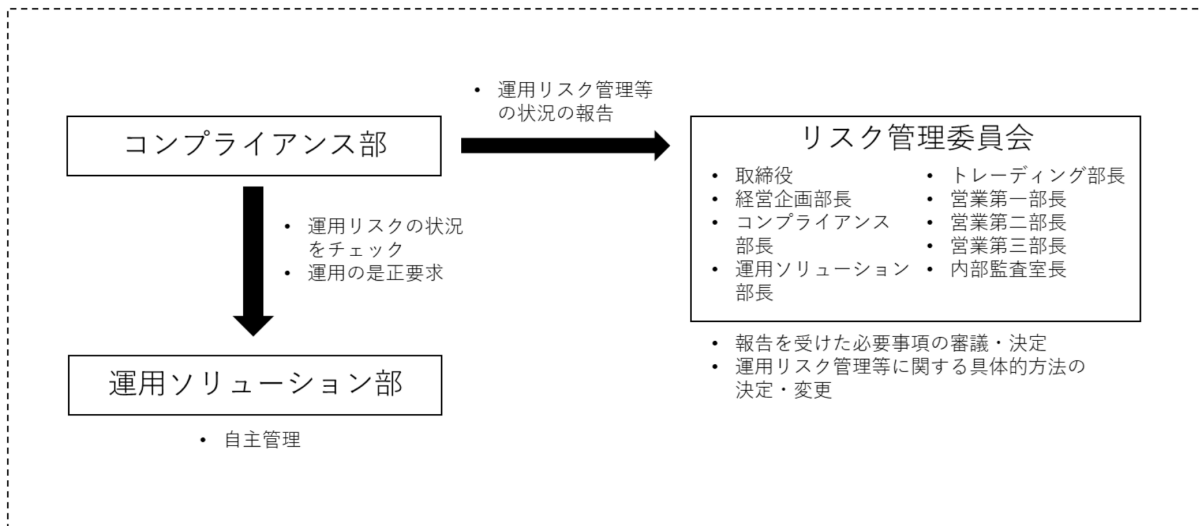 • 運用リスク管理等
の状況の報告
コンプライアンス部
• 運用リスクの状況
をチェック
• 運用の是正要求
運用ソリューション部
• 自主管理
リスク管理委員会
• 取締役
• 経営企画部長
• コンプライアンス
部長
• 運用ソリューション
部長
• トレーディング部長
• 営業第一部長
• 営業第二部長
• 営業第三部長
• 内部監査室長
• 報告を受けた必要事項の審議・決定
• 運用リスク管理等に関する具体的方法の
決定・変更